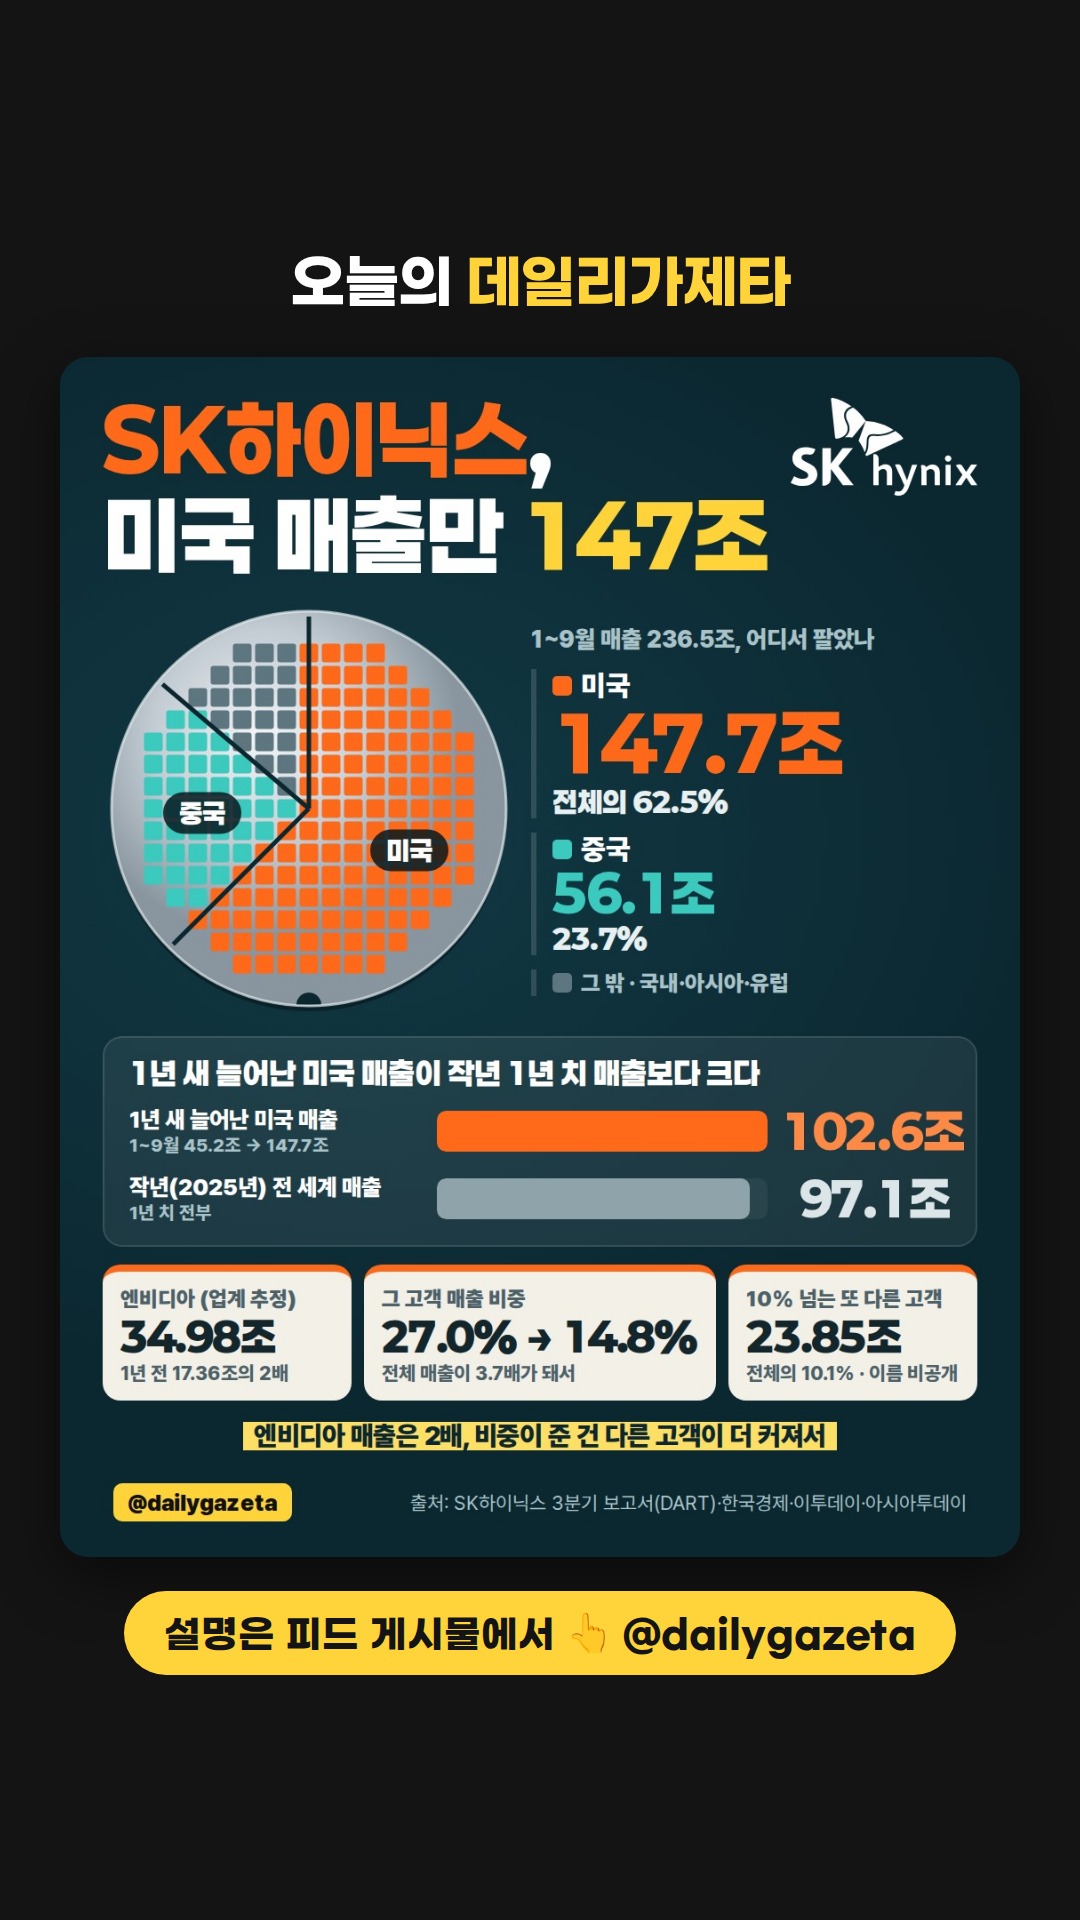 오늘의 데일리가제타
SK하이닉스,
미국 매출만 147조
SK hynix
1~9월 매출 236.5조, 어디서 팔았나
미국
147.7조
전체의 62.5%
중국
56.1조
23.7%
그 밖 · 국내·아시아·유럽
중국
미국
1년 새 늘어난 미국 매출이 작년 1년 치 매출보다 크다
1년 새 늘어난 미국 매출
1~9월 45.2조 → 147.7조
102.6조
작년(2025년) 전 세계 매출
1년 치 전부
97.1조
엔비디아 (업계 추정)
34.98조
1년 전 17.36조의 2배
그 고객 매출 비중
27.0% → 14.8%
전체 매출이 3.7배가 돼서
10% 넘는 또 다른 고객
23.85조
전체의 10.1% · 이름 비공개
엔비디아 매출은 2배, 비중이 준 건 다른 고객이 더 커져서
@dailygazeta
출처: SK하이닉스 3분기 보고서(DART)·한국경제·이투데이·아시아투데이
설명은 피드 게시물에서 👆 @dailygazeta